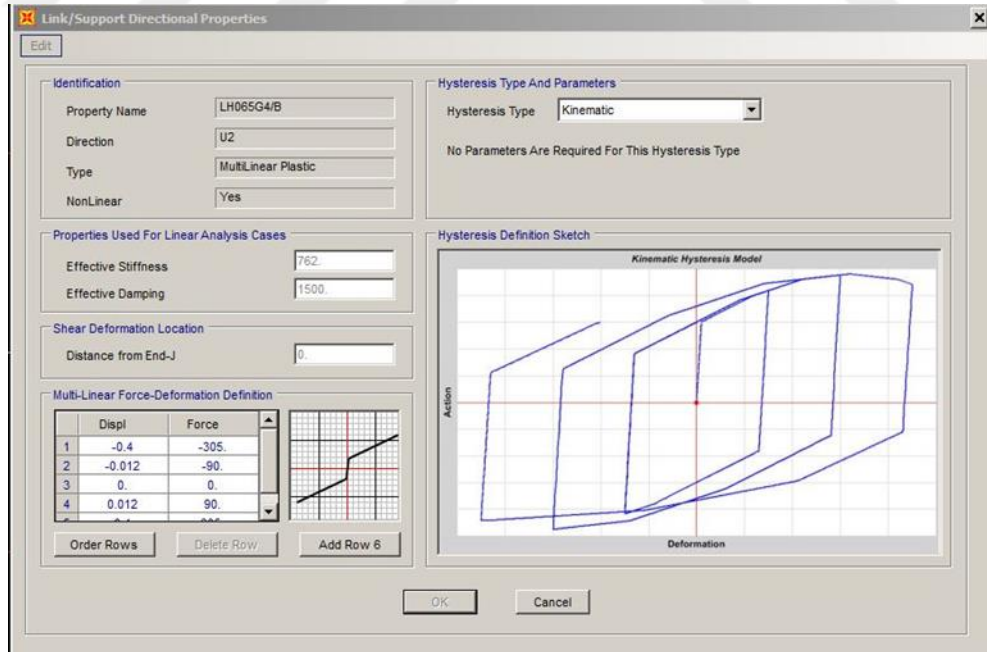 Link/Support Directional Properties
Edit
Identification
Property Name LH065G4/B
Direction U2
Type MultiLinear Plastic
NonLinear Yes
Hysteresis Type And Parameters
Hysteresis Type Kinematic
No Parameters Are Required For This Hysteresis Type
Properties Used For Linear Analysis Cases
Effective Stiffness 762.
Effective Damping 1500.
Shear Deformation Location
Distance from End-J 0.
Multi-Linear Force-Deformation Definition
Displ Force
1 -0.4 -305.
2 -0.012 -90.
3 0. 0.
4 0.012 90.
Order Rows Delete Row Add Row 6
Hysteresis Definition Sketch
Kinematic Hysteresis Model
Action
Deformation
OK Cancel